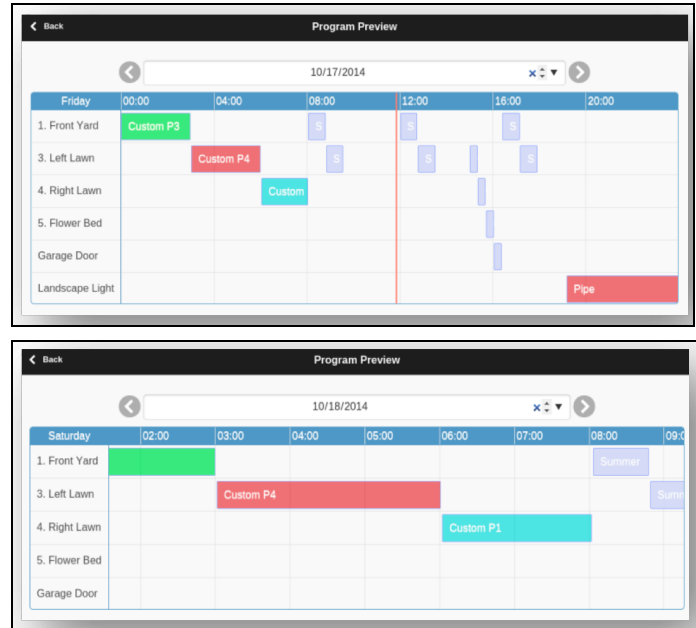 Back Program Preview
10/17/2014
Friday 00:00 04:00 08:00 12:00 16:00 20:00
1. Front Yard Custom P3 S S S
3. Left Lawn Custom P4 S S S
4. Right Lawn Custom
5. Flower Bed
Garage Door
Landscape Light Pipe
Back Program Preview
10/18/2014
Saturday 02:00 03:00 04:00 05:00 06:00 07:00 08:00 09:0
1. Front Yard Summer
3. Left Lawn Custom P4 Sum
4. Right Lawn Custom P1
5. Flower Bed
Garage Door